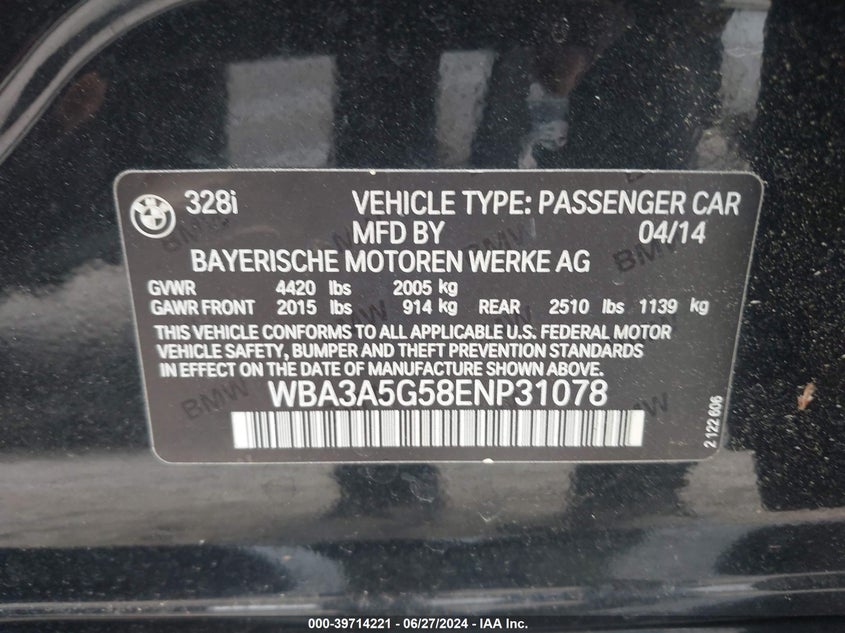 328i VEHICLE TYPE: PASSENGER CAR
MFD BY 04/14
BAYERISCHE MOTOREN WERKE AG
GVWR 4420 lbs 2005 kg
GAWR FRONT 2015 lbs 914 kg REAR 2510 lbs 1139 kg
THIS VEHICLE CONFORMS TO ALL APPLICABLE U.S. FEDERAL MOTOR
VEHICLE SAFETY, BUMPER AND THEFT PREVENTION STANDARDS
IN EFFECT ON THE DATE OF MANUFACTURE SHOWN ABOVE.
WBA3A5G58ENP31078
2 122 606
000-39714221 - 06/27/2024 - IAA Inc.